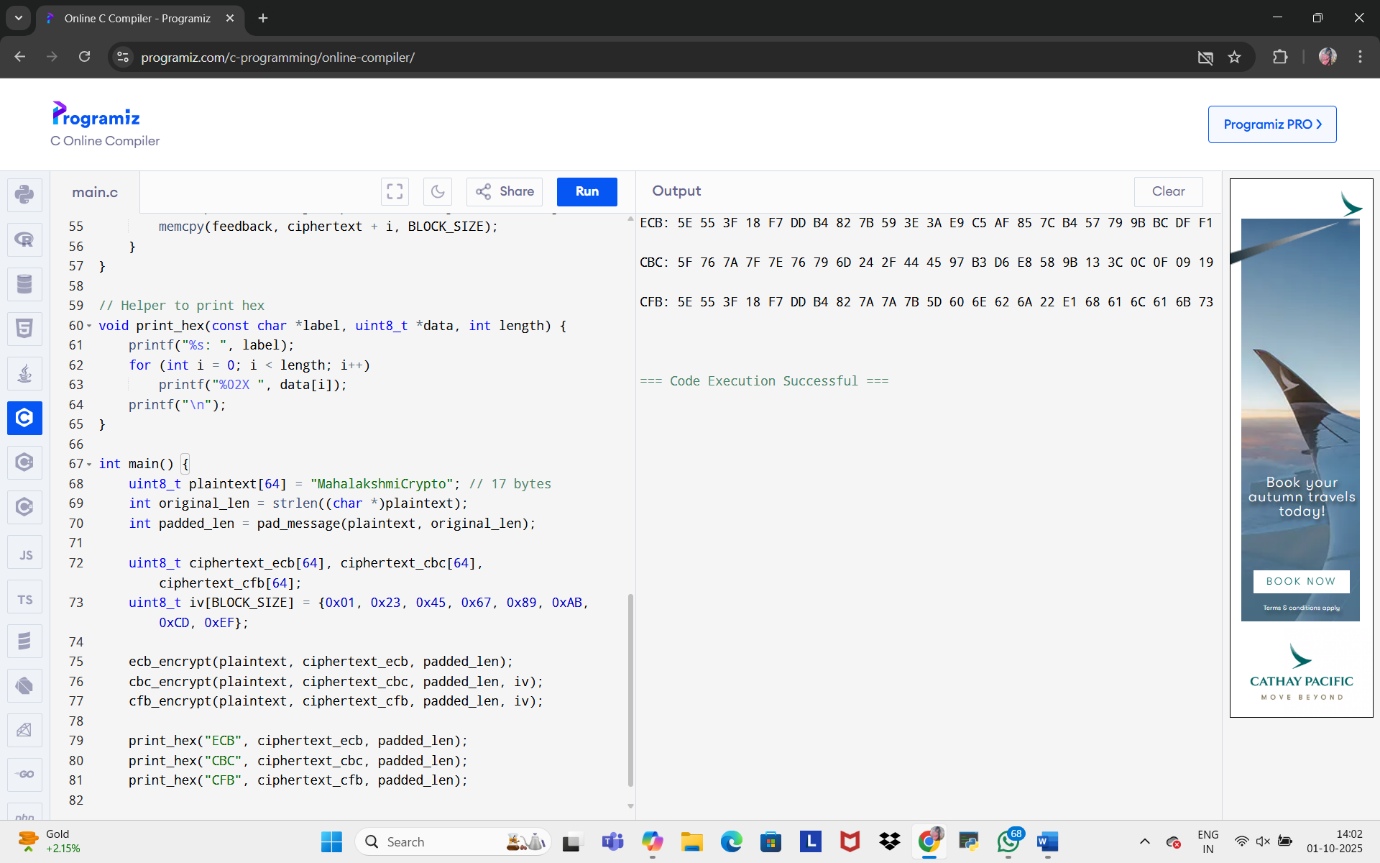 Online C Compiler - Programiz
programiz.com/c-programming/online-compiler/
Programiz
C Online Compiler
Programiz PRO
main.c
Share
Run
Output
Clear
55 memcpy(feedback, ciphertext + i, BLOCK_SIZE);
56 }
57 }
58
59 // Helper to print hex
60 void print_hex(const char *label, uint8_t *data, int length) {
61 printf("%s: ", label);
62 for (int i = 0; i < length; i++)
63 printf("%02X ", data[i]);
64 printf("\n");
65 }
66
67 int main() {
68 uint8_t plaintext[64] = "MahalakshmiCrypto"; // 17 bytes
69 int original_len = strlen((char *)plaintext);
70 int padded_len = pad_message(plaintext, original_len);
71
72 uint8_t ciphertext_ecb[64], ciphertext_cbc[64],
ciphertext_cfb[64];
73 uint8_t iv[BLOCK_SIZE] = {0x01, 0x23, 0x45, 0x67, 0x89, 0xAB,
0xCD, 0xEF};
74
75 ecb_encrypt(plaintext, ciphertext_ecb, padded_len);
76 cbc_encrypt(plaintext, ciphertext_cbc, padded_len, iv);
77 cfb_encrypt(plaintext, ciphertext_cfb, padded_len, iv);
78
79 print_hex("ECB", ciphertext_ecb, padded_len);
80 print_hex("CBC", ciphertext_cbc, padded_len);
81 print_hex("CFB", ciphertext_cfb, padded_len);
82
ECB: 5E 55 3F 18 F7 DD B4 82 7B 59 3E 3A E9 C5 AF 85 7C B4 57 79 9B BC DF F1
CBC: 5F 76 7A 7F 7E 76 79 6D 24 2F 44 45 97 B3 D6 E8 58 9B 13 3C 0C 0F 09 19
CFB: 5E 55 3F 18 F7 DD B4 82 7A 7A 7B 5D 60 6E 62 6A 22 E1 68 61 6C 61 6B 73
=== Code Execution Successful ===
JS
TS
GO
php
Book your
autumn travels
today!
BOOK NOW
Terms & conditions apply
CATHAY PACIFIC
MOVE BEYOND
Gold
+2.15%
Search
L
68
ENG
IN
14:02
01-10-2025